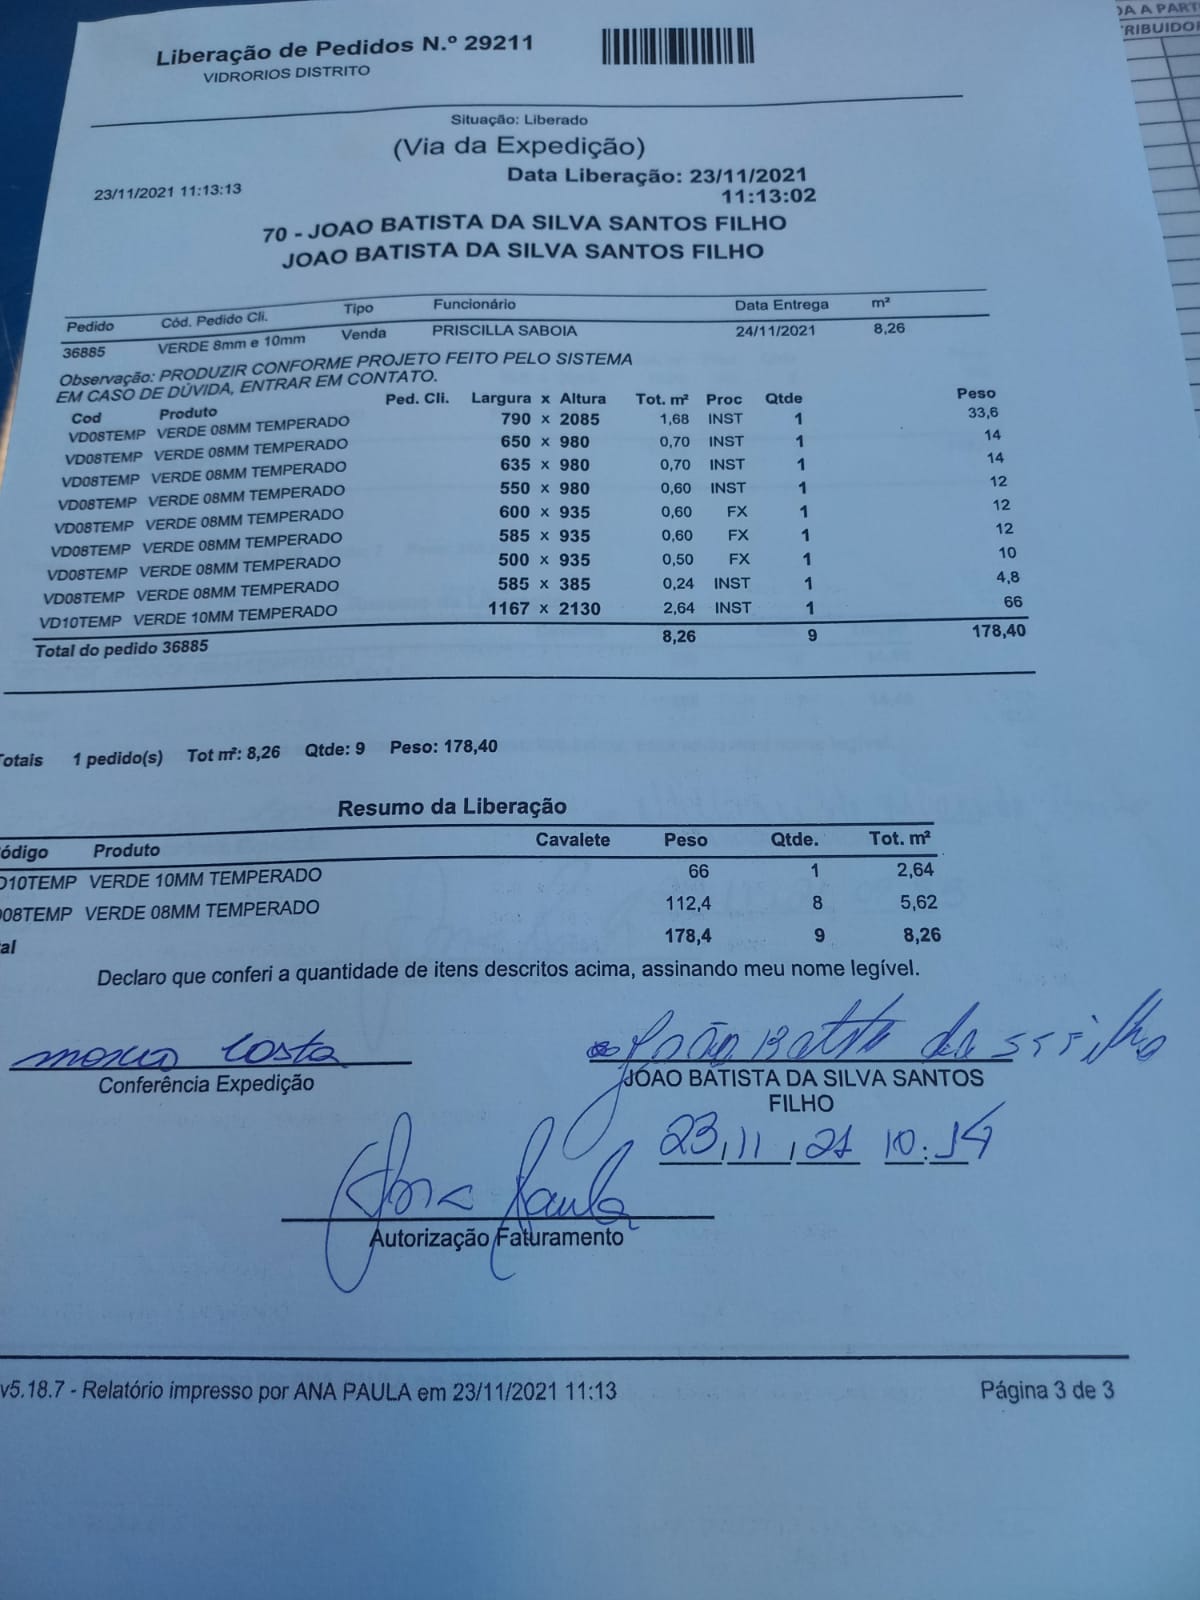 DA A PART
TRIBUIDOR
Liberação de Pedidos N.º 29211
VIDRORIOS DISTRITO
Situação: Liberado
(Via da Expedição)
23/11/2021 11:13:13
Data Liberação: 23/11/2021
11:13:02
70 - JOAO BATISTA DA SILVA SANTOS FILHO
JOAO BATISTA DA SILVA SANTOS FILHO
Pedido Cód. Pedido Cli. Tipo Funcionário Data Entrega m²
36885 VERDE 8mm e 10mm Venda PRISCILLA SABOIA 24/11/2021 8,26
Observação: PRODUZIR CONFORME PROJETO FEITO PELO SISTEMA
EM CASO DE DÚVIDA, ENTRAR EM CONTATO.
Cod Produto Ped. Cli. Largura x Altura Tot. m² Proc Qtde Peso
VD08TEMP VERDE 08MM TEMPERADO 790 x 2085 1,68 INST 1 33,6
VD08TEMP VERDE 08MM TEMPERADO 650 x 980 0,70 INST 1 14
VD08TEMP VERDE 08MM TEMPERADO 635 x 980 0,70 INST 1 14
VD08TEMP VERDE 08MM TEMPERADO 550 x 980 0,60 INST 1 12
VD08TEMP VERDE 08MM TEMPERADO 600 x 935 0,60 FX 1 12
VD08TEMP VERDE 08MM TEMPERADO 585 x 935 0,60 FX 1 12
VD08TEMP VERDE 08MM TEMPERADO 500 x 935 0,50 FX 1 10
VD08TEMP VERDE 08MM TEMPERADO 585 x 385 0,24 INST 1 4,8
VD10TEMP VERDE 10MM TEMPERADO 1167 x 2130 2,64 INST 1 66
Total do pedido 36885 8,26 9 178,40
Totais 1 pedido(s) Tot m²: 8,26 Qtde: 9 Peso: 178,40
Resumo da Liberação
ódigo Produto Cavalete Peso Qtde. Tot. m²
D10TEMP VERDE 10MM TEMPERADO 66 1 2,64
008TEMP VERDE 08MM TEMPERADO 112,4 8 5,62
tal 178,4 9 8,26
Declaro que conferi a quantidade de itens descritos acima, assinando meu nome legível.
Costa João Batista da
Conferência Expedição JOAO BATISTA DA SILVA SANTOS
FILHO
23,11,21 10:14
Ana Paula
Autorização Faturamento
v5.18.7 - Relatório impresso por ANA PAULA em 23/11/2021 11:13 Página 3 de 3